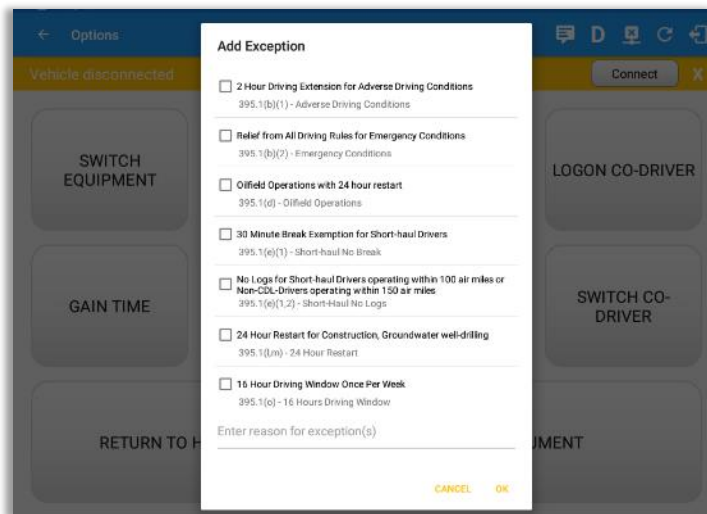 ← Options
D
Vehicle disconnected
Connect X
Add Exception
2 Hour Driving Extension for Adverse Driving Conditions
395.1(b)(1) - Adverse Driving Conditions
Relief from All Driving Rules for Emergency Conditions
395.1(b)(2) - Emergency Conditions
Oilfield Operations with 24 hour restart
395.1(d) - Oilfield Operations
30 Minute Break Exemption for Short-haul Drivers
395.1(e)(1) - Short-haul No Break
No Logs for Short-haul Drivers operating within 100 air miles or
Non-CDL-Drivers operating within 150 air miles
395.1(e)(1,2) - Short-Haul No Logs
24 Hour Restart for Construction, Groundwater well-drilling
395.1(l,m) - 24 Hour Restart
16 Hour Driving Window Once Per Week
395.1(o) - 16 Hours Driving Window
Enter reason for exception(s)
CANCEL OK
SWITCH
EQUIPMENT
LOGON CO-DRIVER
GAIN TIME
SWITCH CO-
DRIVER
RETURN TO